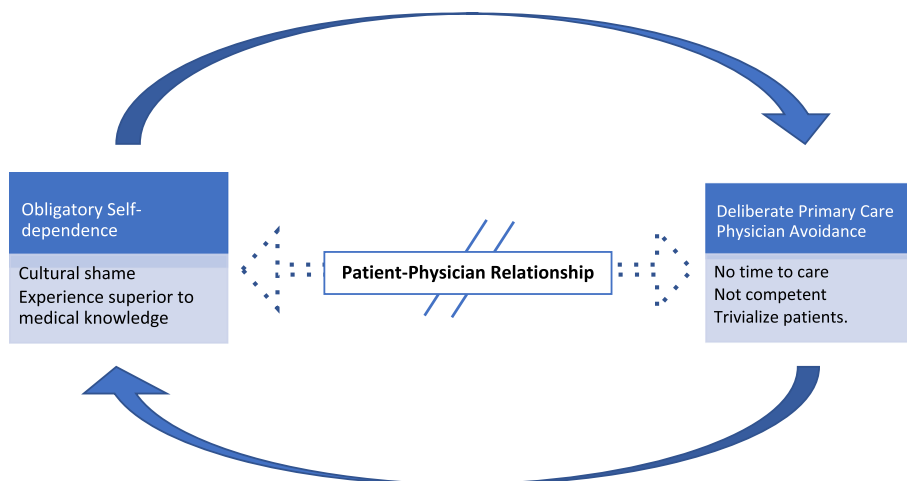 Obligatory Self-
dependence
Cultural shame
Experience superior to
medical knowledge
Patient-Physician Relationship
Deliberate Primary Care
Physician Avoidance
No time to care
Not competent
Trivialize patients.